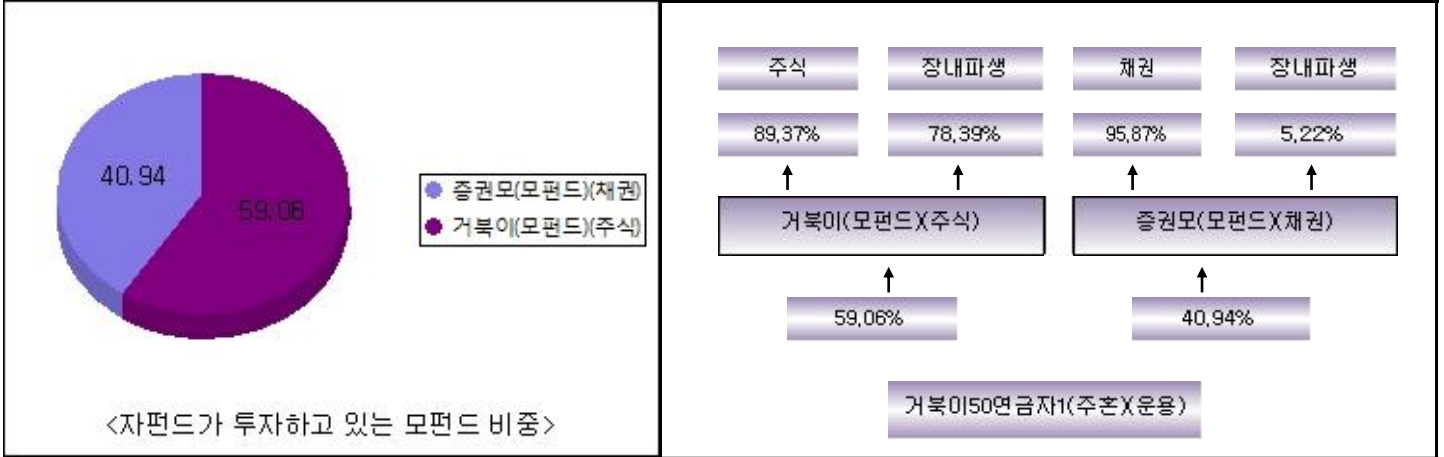 40.94
59.06
증권모(모펀드)(채권)
거북이(모펀드)(주식)
<자펀드가 투자하고 있는 모펀드 비중>
주식 장내파생 채권 장내파생
89.37% 78.39% 95.87% 5.22%
거북이(모펀드)(주식) 증권모(모펀드)(채권)
59.06% 40.94%
거북이50연금자1(주혼)(운용)